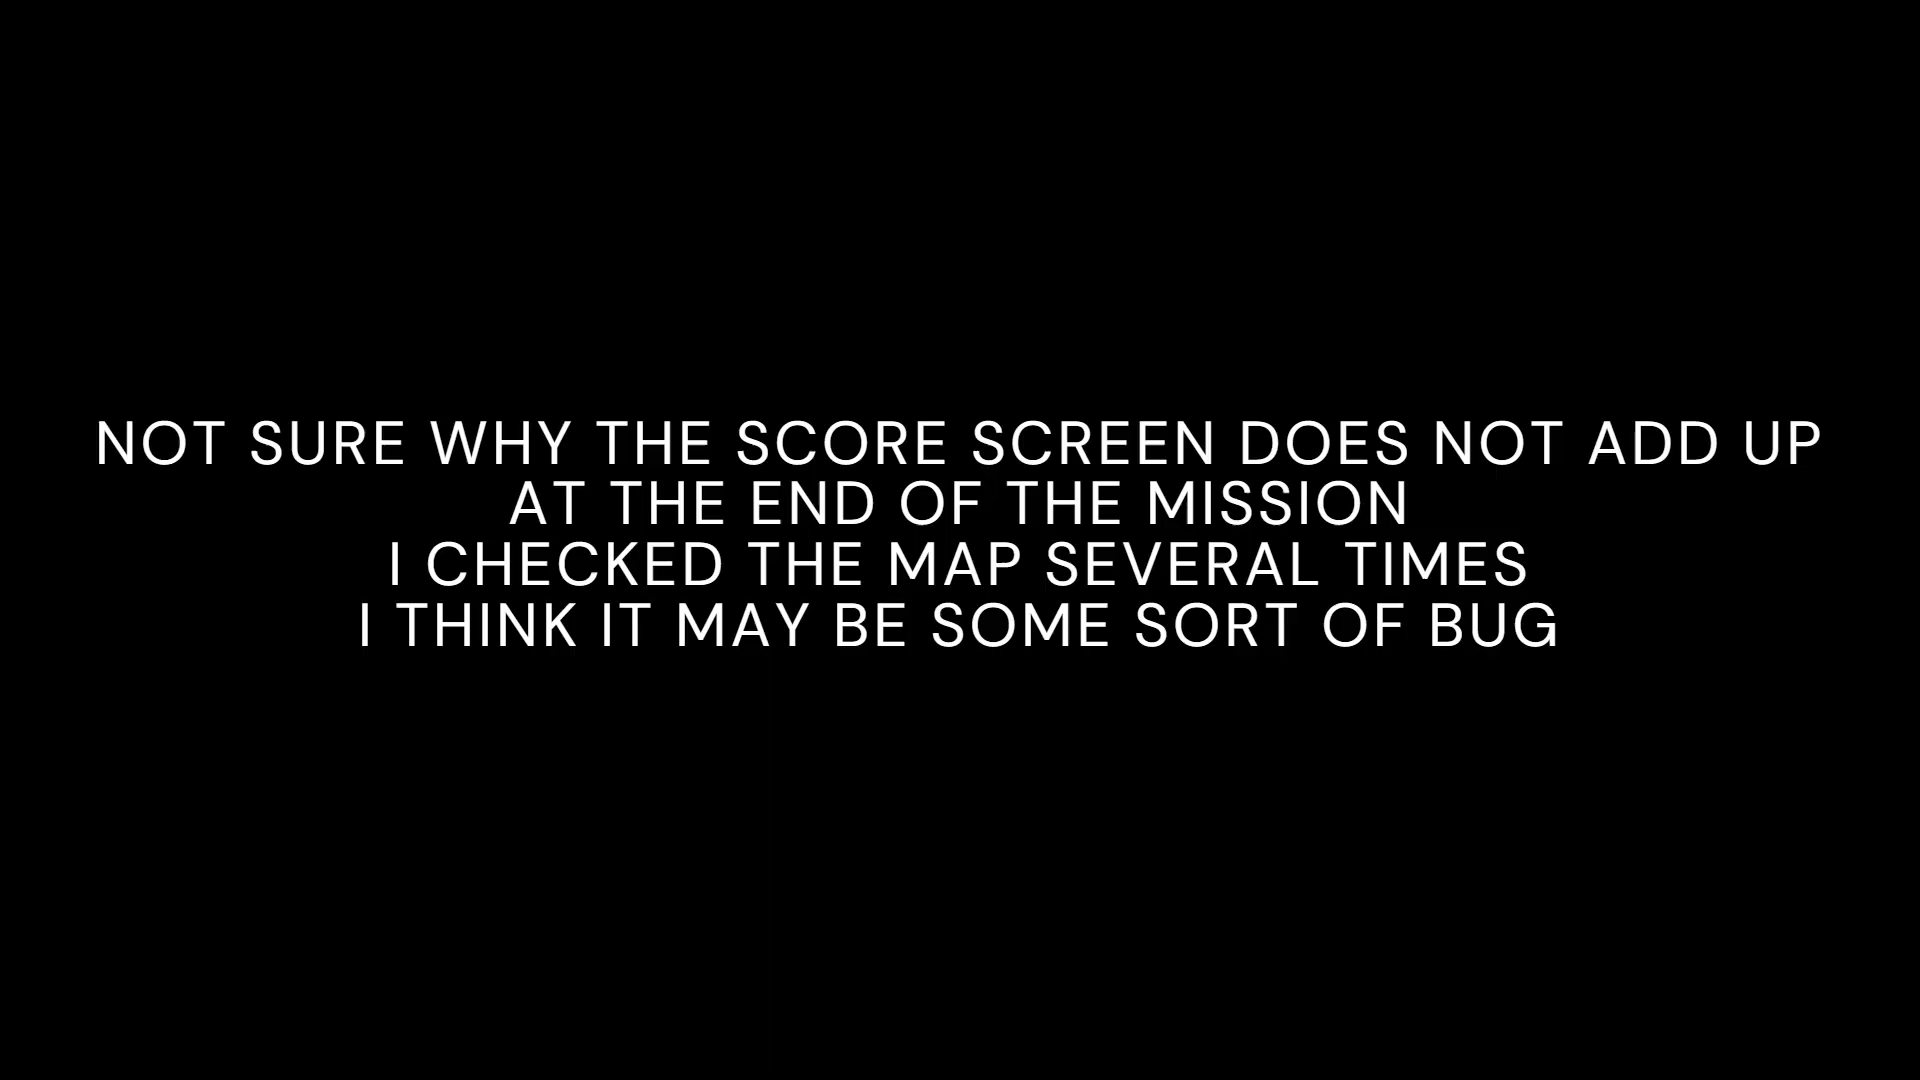 NOT SURE WHY THE SCORE SCREEN DOES NOT ADD UP
AT THE END OF THE MISSION
I CHECKED THE MAP SEVERAL TIMES
I THINK IT MAY BE SOME SORT OF BUG